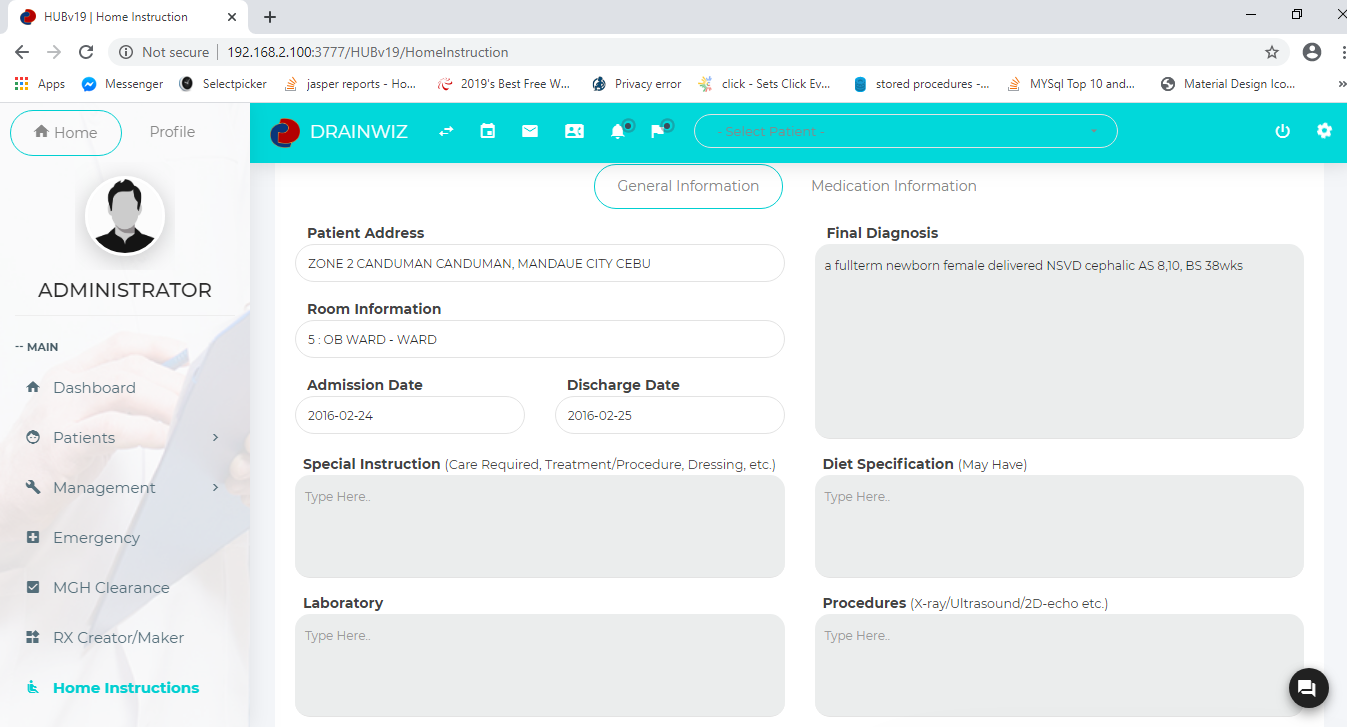 HUBv19 | Home Instruction
Not secure | 192.168.2.100:3777/HUBv19/HomeInstruction
Apps Messenger Selectpicker jasper reports - Ho... 2019's Best Free W... Privacy error click - Sets Click Ev... stored procedures -... MYSql Top 10 and... Material Design Ico... »
Home Profile
DRAINWIZ
- Select Patient -
ADMINISTRATOR
-- MAIN
Dashboard
Patients
Management
Emergency
MGH Clearance
RX Creator/Maker
Home Instructions
General Information Medication Information
Patient Address
ZONE 2 CANDUMAN CANDUMAN, MANDAUE CITY CEBU
Room Information
5 : OB WARD - WARD
Admission Date Discharge Date
2016-02-24 2016-02-25
Final Diagnosis
a fullterm newborn female delivered NSVD cephalic AS 8,10, BS 38wks
Special Instruction (Care Required, Treatment/Procedure, Dressing, etc.)
Type Here..
Diet Specification (May Have)
Type Here..
Laboratory
Type Here..
Procedures (X-ray/Ultrasound/2D-echo etc.)
Type Here..